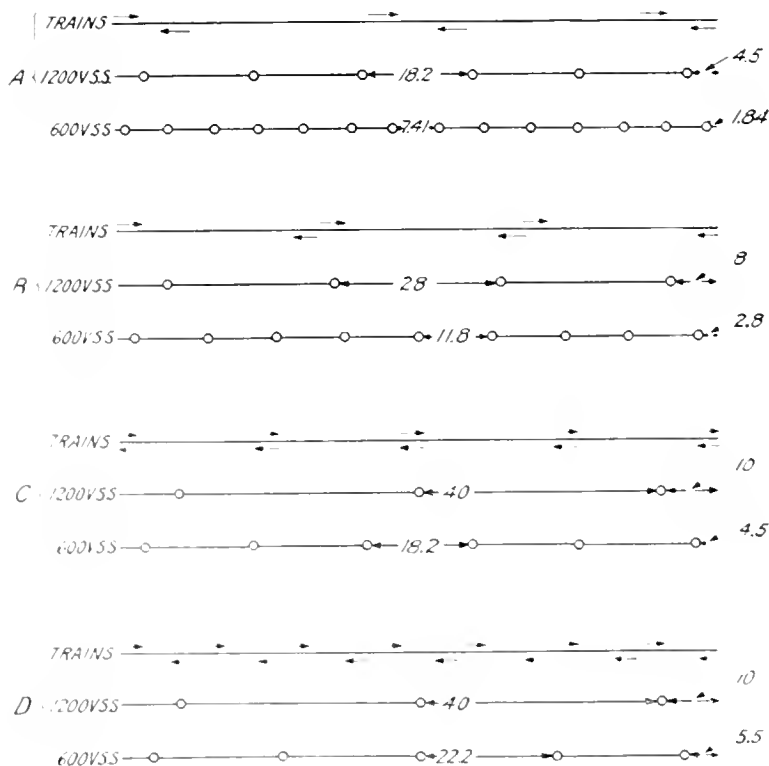 TRAINS
A 1200VSS 18.2 4.5
600VSS 7.41 1.84
TRAINS
B 1200VSS 28 8
600VSS 11.8 2.8
TRAINS
C 1200VSS 40 10
600VSS 18.2 4.5
TRAINS
D 1200VSS 40 10
600VSS 22.2 5.5